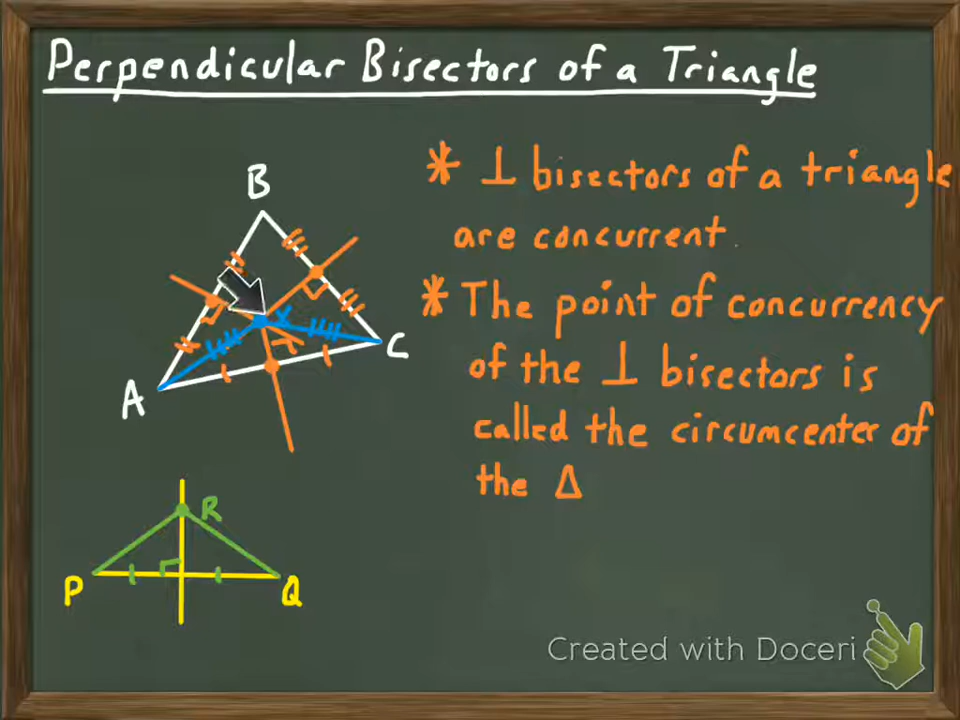 Perpendicular Bisectors of a Triangle
* ⊥ bisectors of a triangle
are concurrent.
* The point of concurrency
of the ⊥ bisectors is
called the circumcenter of
the Δ
B
A
C
R
P
Q
Created with Doceri